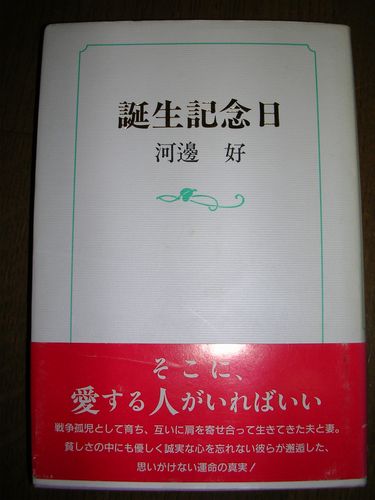 誕生記念日
河邊 好
そこに、
愛する人がいればいい
戦争孤児として育ち、互いに肩を寄せ合って生きてきた夫と妻。
貧しさの中にも優しく誠実な心を忘れない彼らが邂逅した、
思いがけない運命の真実!